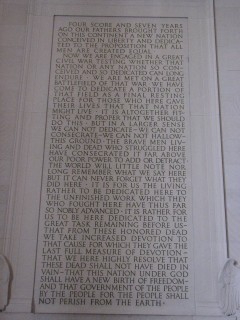 FOUR SCORE AND SEVEN YEARS
AGO OUR FATHERS BROUGHT FORTH
ON THIS CONTINENT A NEW NATION
CONCEIVED IN LIBERTY AND DEDICA-
TED TO THE PROPOSITION THAT ALL
MEN ARE CREATED EQUAL ·
NOW WE ARE ENGAGED IN A GREAT
CIVIL WAR TESTING WHETHER THAT
NATION OR ANY NATION SO CON-
CEIVED AND SO DEDICATED CAN LONG
ENDURE · WE ARE MET ON A GREAT
BATTLEFIELD OF THAT WAR · WE HAVE
COME TO DEDICATE A PORTION OF
THAT FIELD AS A FINAL RESTING
PLACE FOR THOSE WHO HERE GAVE
THEIR LIVES THAT THAT NATION
MIGHT LIVE · IT IS ALTOGETHER FIT-
TING AND PROPER THAT WE SHOULD
DO THIS · BUT IN A LARGER SENSE
WE CAN NOT DEDICATE~WE CAN NOT
CONSECRATE~WE CAN NOT HALLOW~
THIS GROUND · THE BRAVE MEN LIV-
ING AND DEAD WHO STRUGGLED HERE
HAVE CONSECRATED IT FAR ABOVE
OUR POOR POWER TO ADD OR DETRACT ·
THE WORLD WILL LITTLE NOTE NOR
LONG REMEMBER WHAT WE SAY HERE
BUT IT CAN NEVER FORGET WHAT THEY
DID HERE · IT IS FOR US THE LIVING
RATHER TO BE DEDICATED HERE TO
THE UNFINISHED WORK WHICH THEY
WHO FOUGHT HERE HAVE THUS FAR
SO NOBLY ADVANCED · IT IS RATHER FOR
US TO BE HERE DEDICATED TO THE
GREAT TASK REMAINING BEFORE US~
THAT FROM THESE HONORED DEAD
WE TAKE INCREASED DEVOTION TO
THAT CAUSE FOR WHICH THEY GAVE THE
LAST FULL MEASURE OF DEVOTION~
THAT WE HERE HIGHLY RESOLVE THAT
THESE DEAD SHALL NOT HAVE DIED IN
VAIN~THAT THIS NATION UNDER GOD
SHALL HAVE A NEW BIRTH OF FREEDOM~
AND THAT GOVERNMENT OF THE PEOPLE
BY THE PEOPLE FOR THE PEOPLE SHALL
NOT PERISH FROM THE EARTH ·